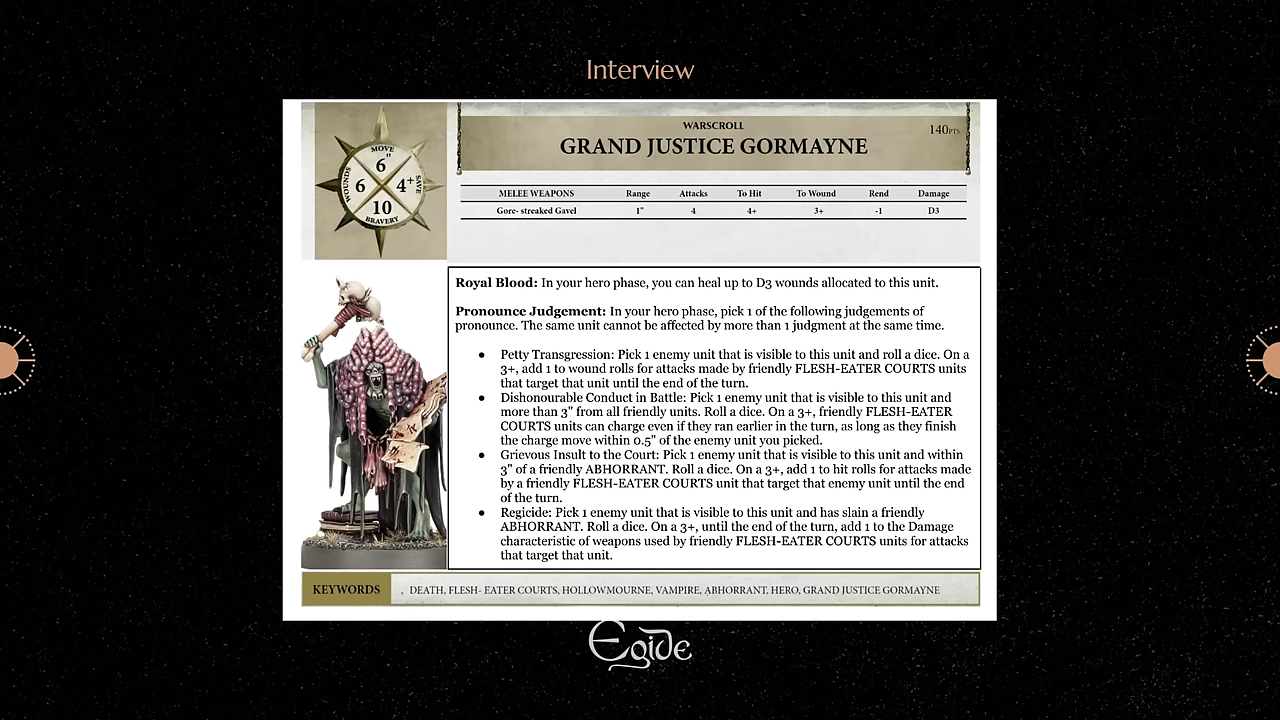 Interview
WARSCROLL
GRAND JUSTICE GORMAYNE
140PTS
MOVE
6"
WOUNDS
6
4+
SAVE
10
BRAVERY
MELEE WEAPONS Range Attacks To Hit To Wound Rend Damage
Gore- streaked Gavel 1" 4 4+ 3+ -1 D3
Royal Blood: In your hero phase, you can heal up to D3 wounds allocated to this unit.
Pronounce Judgement: In your hero phase, pick 1 of the following judgements of
pronounce. The same unit cannot be affected by more than 1 judgment at the same time.
● Petty Transgression: Pick 1 enemy unit that is visible to this unit and roll a dice. On a
3+, add 1 to wound rolls for attacks made by friendly FLESH-EATER COURTS units
that target that unit until the end of the turn.
● Dishonourable Conduct in Battle: Pick 1 enemy unit that is visible to this unit and
more than 3" from all friendly units. Roll a dice. On a 3+, friendly FLESH-EATER
COURTS units can charge even if they ran earlier in the turn, as long as they finish
the charge move within 0.5" of the enemy unit you picked.
● Grievous Insult to the Court: Pick 1 enemy unit that is visible to this unit and within
3" of a friendly ABHORRANT. Roll a dice. On a 3+, add 1 to hit rolls for attacks made
by a friendly FLESH-EATER COURTS unit that target that enemy unit until the end
of the turn.
● Regicide: Pick 1 enemy unit that is visible to this unit and has slain a friendly
ABHORRANT. Roll a dice. On a 3+, until the end of the turn, add 1 to the Damage
characteristic of weapons used by friendly FLESH-EATER COURTS units for attacks
that target that unit.
KEYWORDS , DEATH, FLESH- EATER COURTS, HOLLOWMOURNE, VAMPIRE, ABHORRANT, HERO, GRAND JUSTICE GORMAYNE
Egide